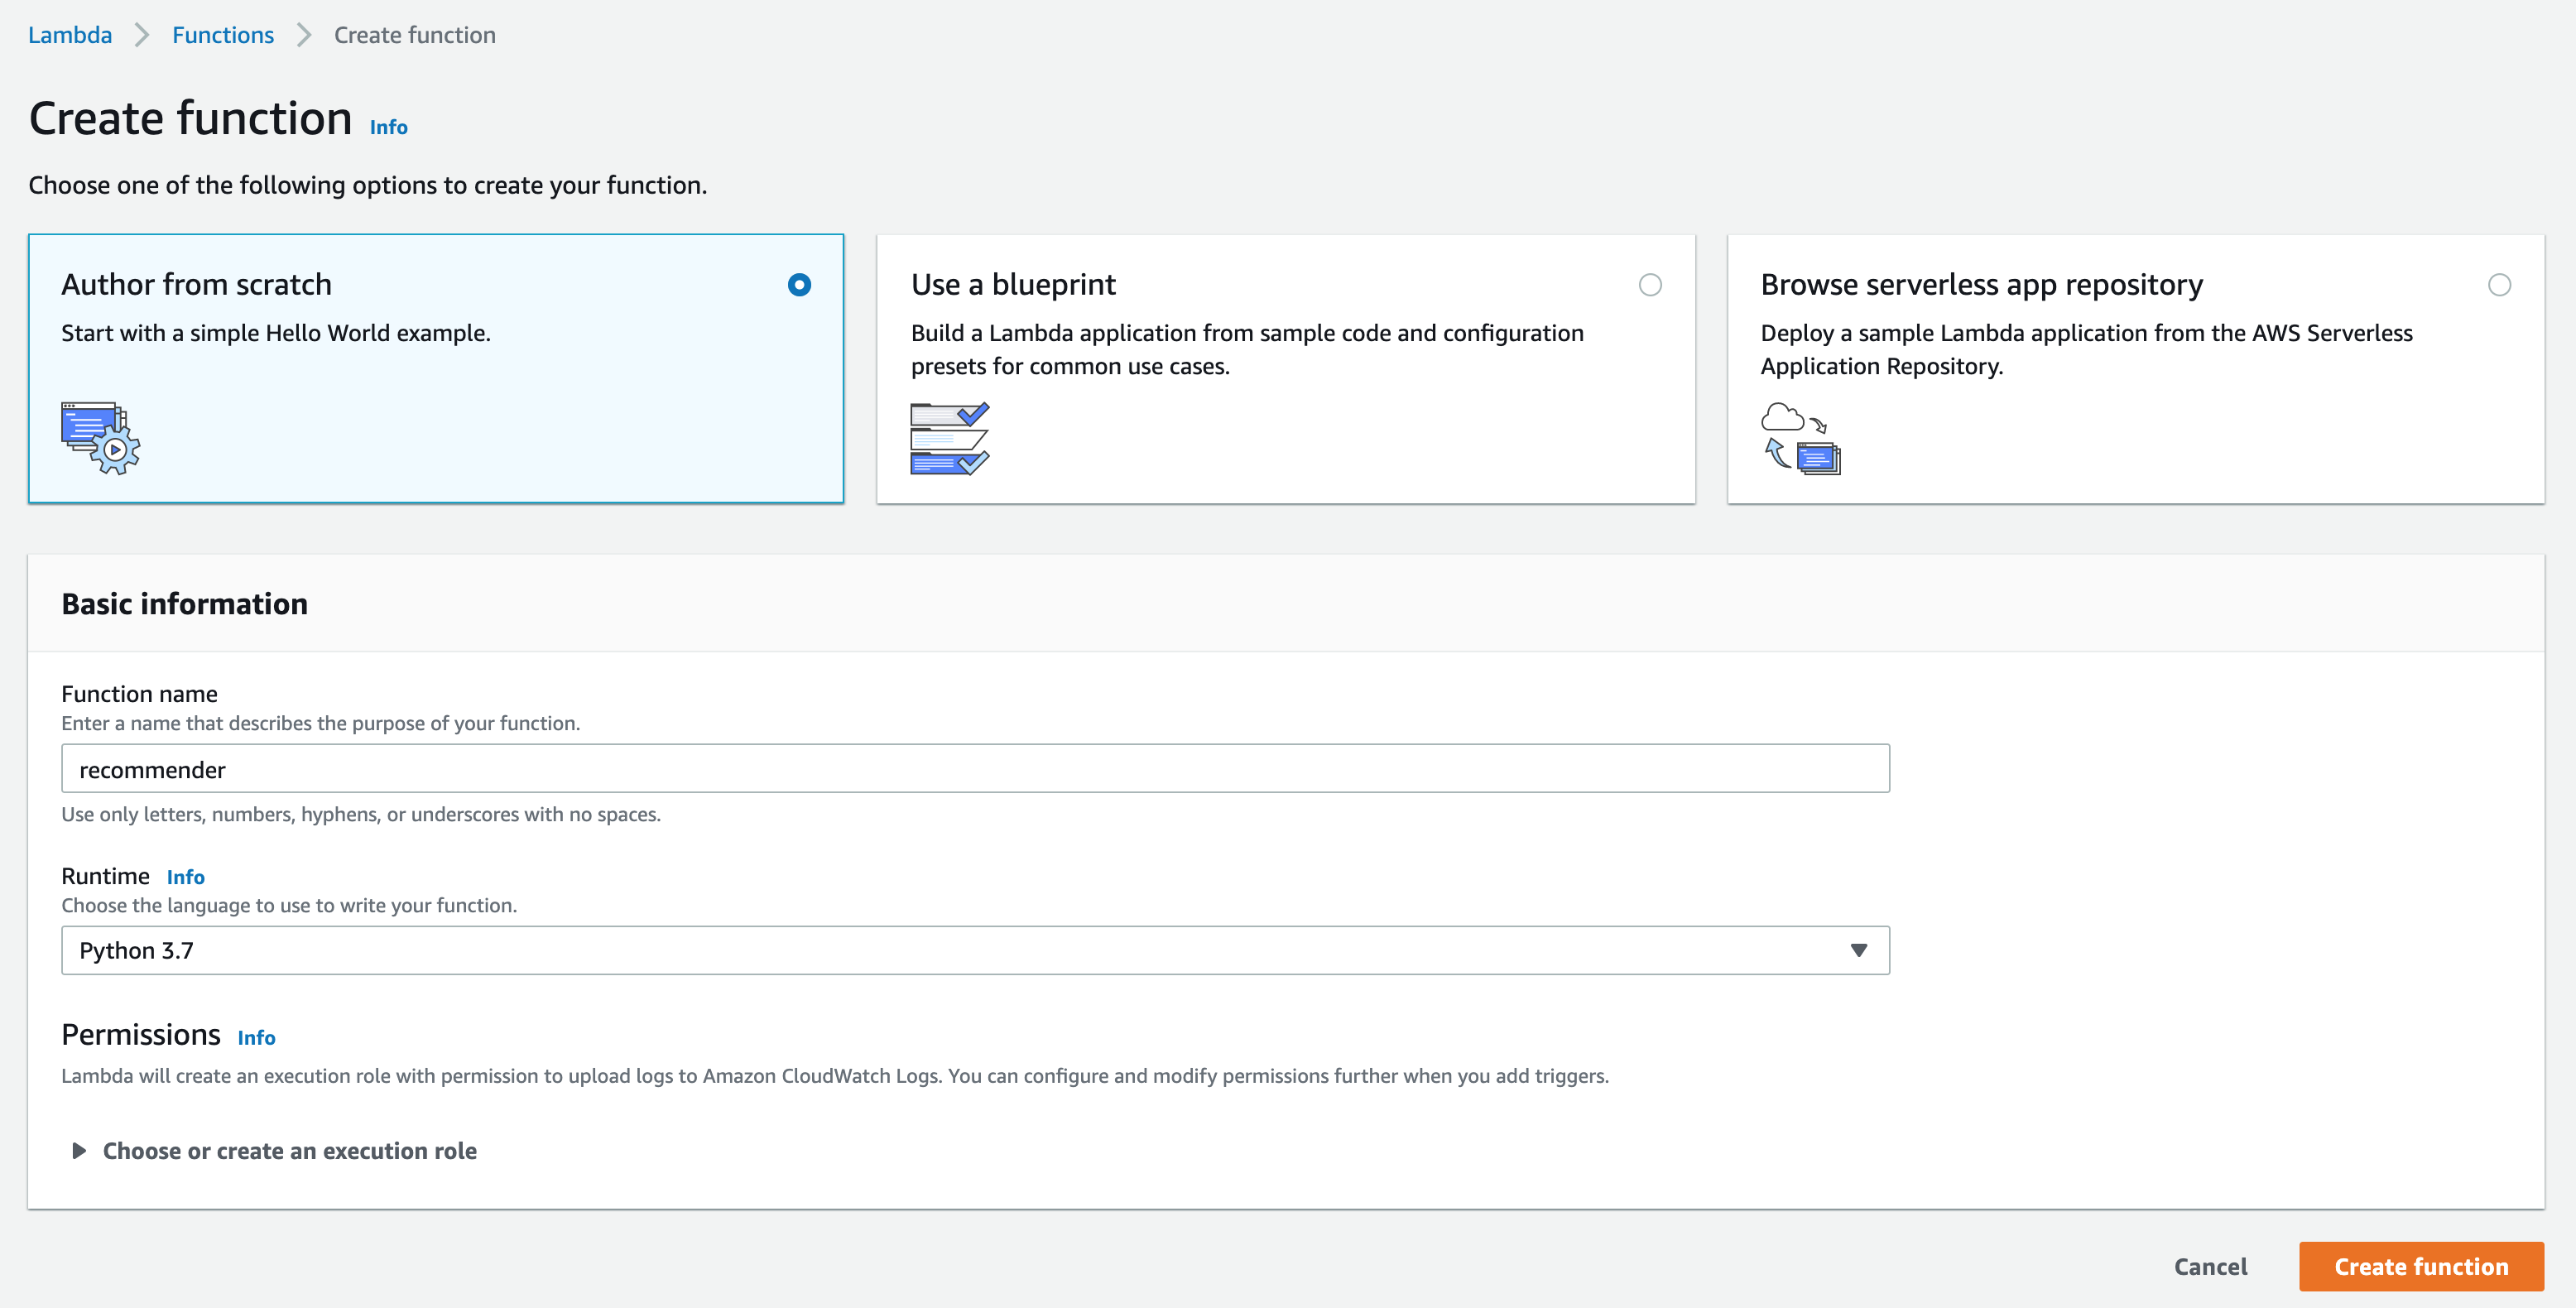 Lambda > Functions > Create function
Create function Info
Choose one of the following options to create your function.
Author from scratch
Start with a simple Hello World example.
Use a blueprint
Build a Lambda application from sample code and configuration
presets for common use cases.
Browse serverless app repository
Deploy a sample Lambda application from the AWS Serverless
Application Repository.
Basic information
Function name
Enter a name that describes the purpose of your function.
recommender
Use only letters, numbers, hyphens, or underscores with no spaces.
Runtime Info
Choose the language to use to write your function.
Python 3.7
Permissions Info
Lambda will create an execution role with permission to upload logs to Amazon CloudWatch Logs. You can configure and modify permissions further when you add triggers.
Choose or create an execution role
Cancel Create function